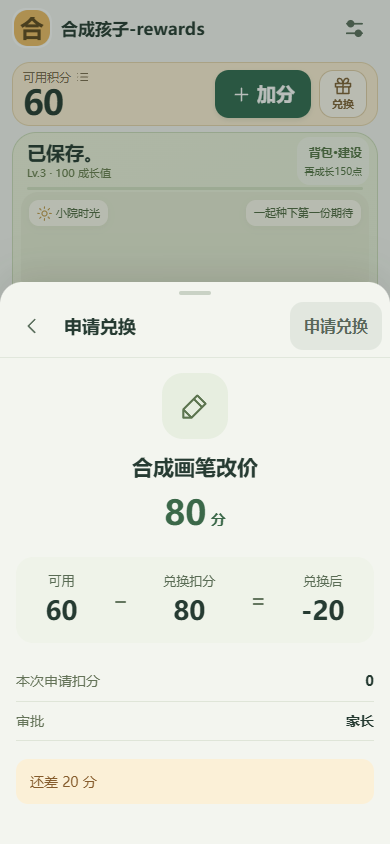 合
合成孩子-rewards
可用积分
60
加分
兑换
已保存。
Lv.3 · 100 成长值
背包•建设
再成长150点
小院时光
一起种下第一份期待
申请兑换
申请兑换
合成画笔改价
80 分
可用
兑换扣分
兑换后
60 − 80 = -20
本次申请扣分 0
审批 家长
还差 20 分